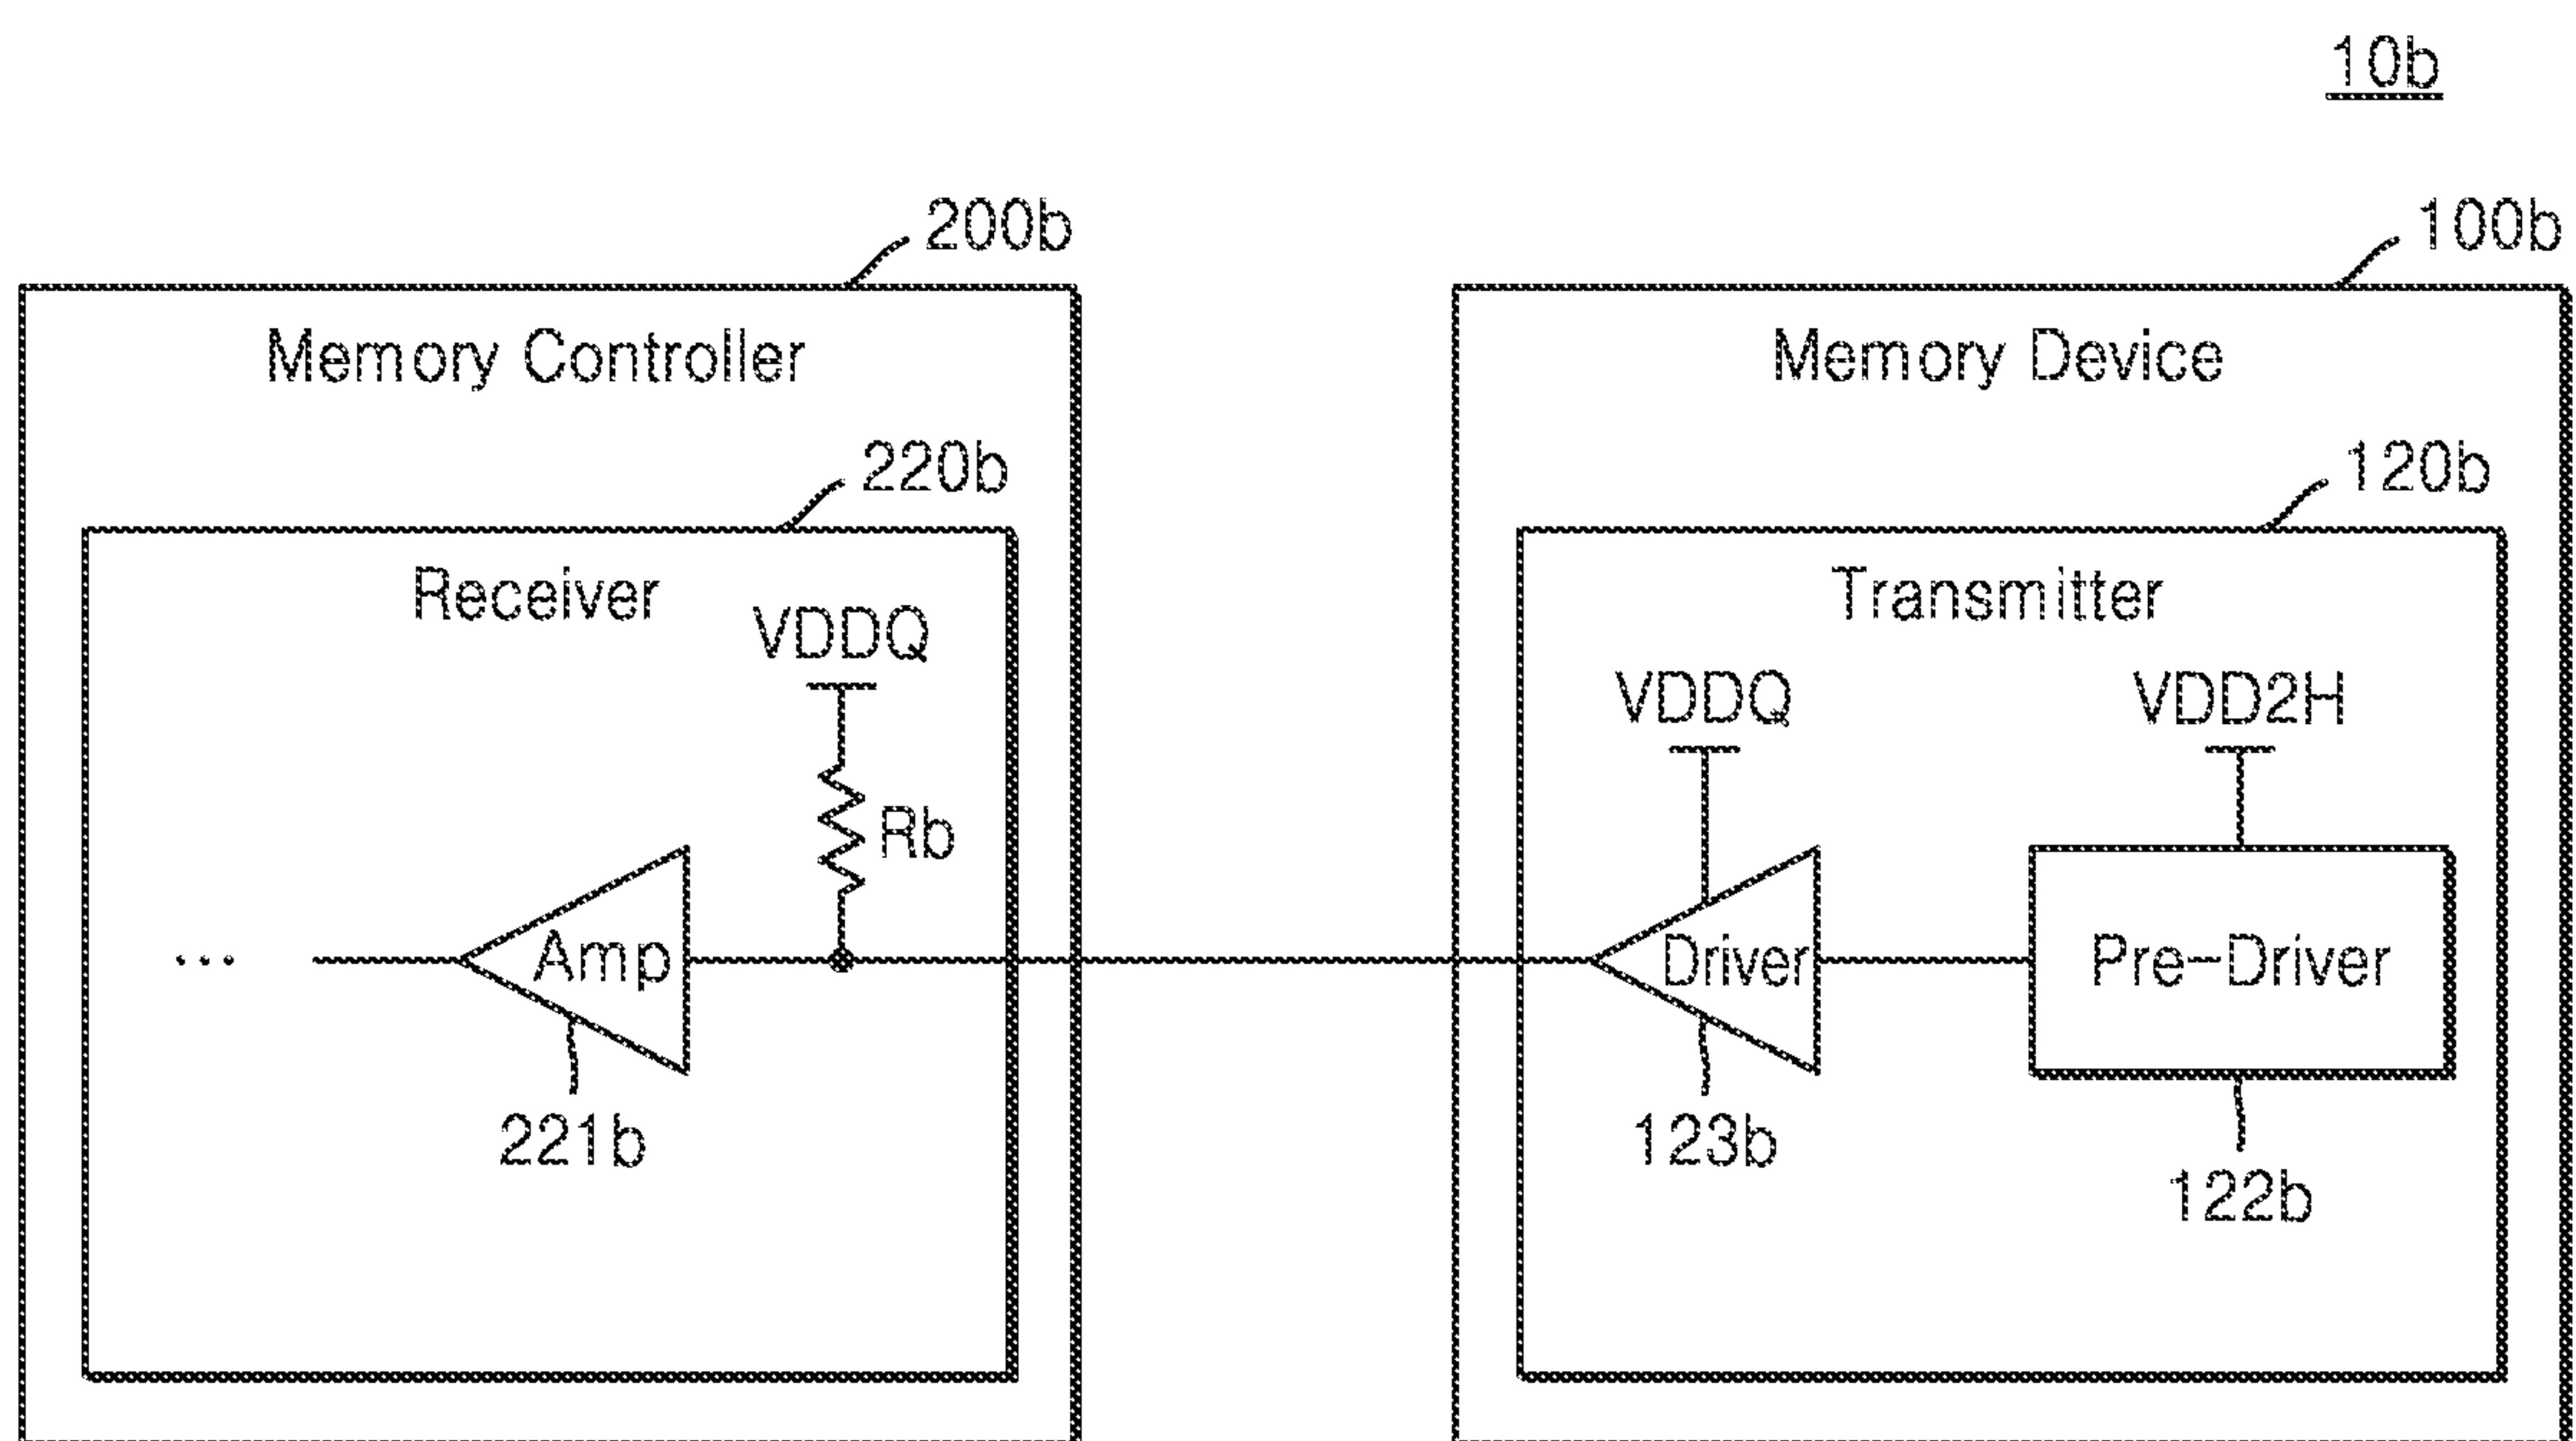 10b
200b
100b
Memory Controller
Memory Device
220b
120b
Receiver
Transmitter
VDDQ
VDDQ
VDD2H
Rb
...
Amp
Driver
Pre-Driver
221b
123b
122b